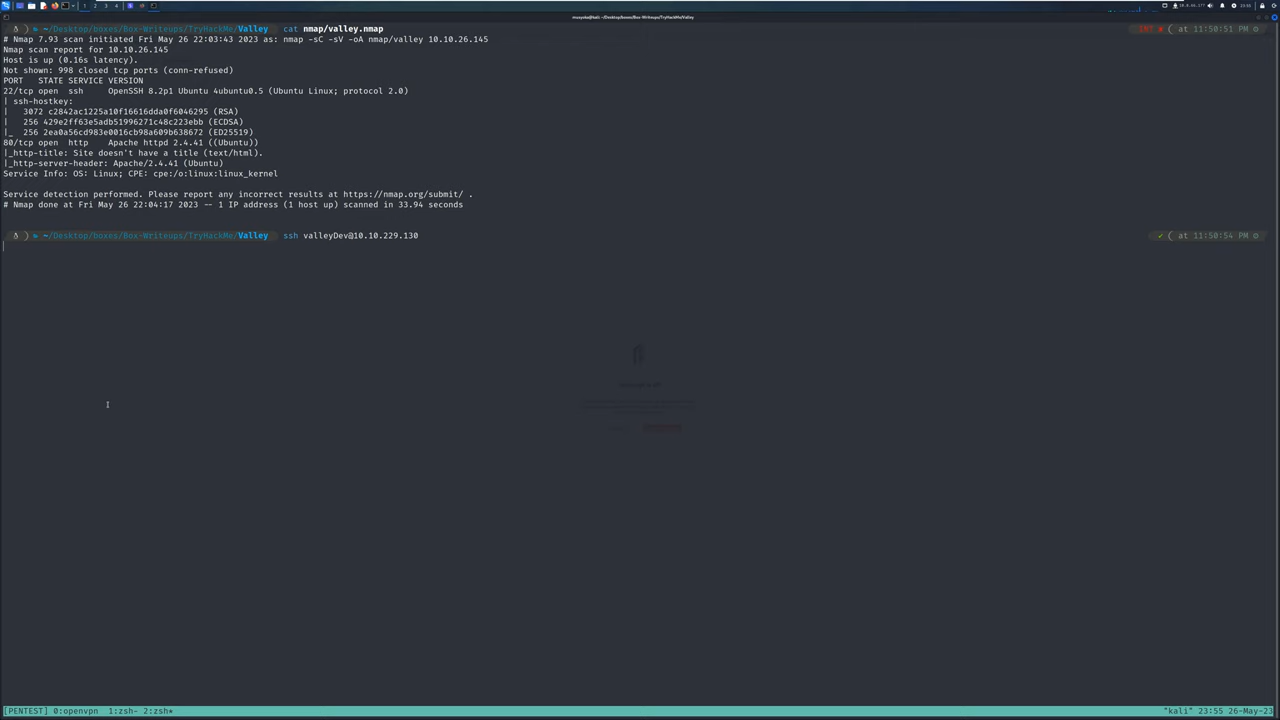 musyoka@kali: ~/Desktop/boxes/Box-Writeups/TryHackMe/Valley
~/Desktop/boxes/Box-Writeups/TryHackMe/Valley cat nmap/valley.nmap at 11:50:51 PM
# Nmap 7.93 scan initiated Fri May 26 22:03:43 2023 as: nmap -sC -sV -oA nmap/valley 10.10.26.145
Nmap scan report for 10.10.26.145
Host is up (0.16s latency).
Not shown: 998 closed tcp ports (conn-refused)
PORT   STATE SERVICE VERSION
22/tcp open  ssh     OpenSSH 8.2p1 Ubuntu 4ubuntu0.5 (Ubuntu Linux; protocol 2.0)
| ssh-hostkey:
|   3072 c2842ac1225a10f16616dda0f6046295 (RSA)
|   256 429e2ff63e5adb51996271c48c223ebb (ECDSA)
|_  256 2ea0a56cd983e0016cb98a609b638672 (ED25519)
80/tcp open  http    Apache httpd 2.4.41 ((Ubuntu))
|_http-title: Site doesn't have a title (text/html).
|_http-server-header: Apache/2.4.41 (Ubuntu)
Service Info: OS: Linux; CPE: cpe:/o:linux:linux_kernel
Service detection performed. Please report any incorrect results at https://nmap.org/submit/ .
# Nmap done at Fri May 26 22:04:17 2023 -- 1 IP address (1 host up) scanned in 33.94 seconds
~/Desktop/boxes/Box-Writeups/TryHackMe/Valley ssh valleyDev@10.10.229.130 at 11:50:54 PM
[PENTEST] 0:openvpn  1:zsh- 2:zsh* "kali" 23:55 26-May-23